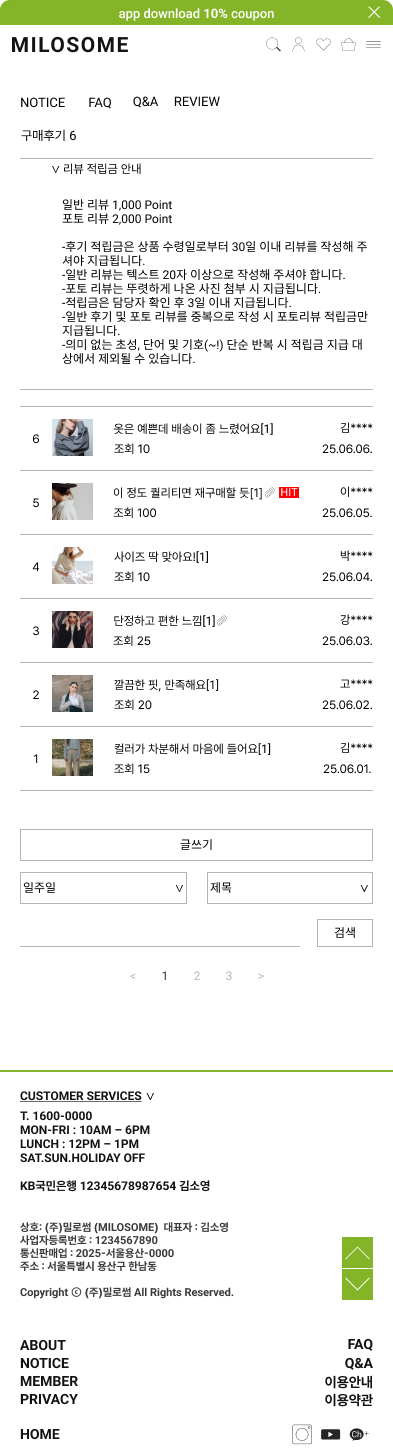 app download 10% coupon
MILOSOME
NOTICE FAQ Q&A REVIEW
구매후기 6
∨ 리뷰 적립금 안내
일반 리뷰 1,000 Point
포토 리뷰 2,000 Point
-후기 적립금은 상품 수령일로부터 30일 이내 리뷰를 작성해 주
셔야 지급됩니다.
-일반 리뷰는 텍스트 20자 이상으로 작성해 주셔야 합니다.
-포토 리뷰는 뚜렷하게 나온 사진 첨부 시 지급됩니다.
-적립금은 담당자 확인 후 3일 이내 지급됩니다.
-일반 후기 및 포토 리뷰를 중복으로 작성 시 포토리뷰 적립금만
지급됩니다.
-의미 없는 초성, 단어 및 기호(~!) 단순 반복 시 적립금 지급 대
상에서 제외될 수 있습니다.
6 옷은 예쁜데 배송이 좀 느렸어요[1] 김****
조회 10 25.06.06.
5 이 정도 퀄리티면 재구매할 듯[1] HIT 이****
조회 100 25.06.05.
4 사이즈 딱 맞아요![1] 박****
조회 10 25.06.04.
3 단정하고 편한 느낌[1] 강****
조회 25 25.06.03.
2 깔끔한 핏, 만족해요[1] 고****
조회 20 25.06.02.
1 컬러가 차분해서 마음에 들어요[1] 김****
조회 15 25.06.01.
글쓰기
일주일 ∨ 제목 ∨
검색
< 1 2 3 >
CUSTOMER SERVICES ∨
T. 1600-0000
MON-FRI : 10AM – 6PM
LUNCH : 12PM – 1PM
SAT.SUN.HOLIDAY OFF
KB국민은행 12345678987654 김소영
상호: (주)밀로썸 (MILOSOME) 대표자 : 김소영
사업자등록번호 : 1234567890
통신판매업 : 2025-서울용산-0000
주소 : 서울특별시 용산구 한남동
Copyright ⓒ (주)밀로썸 All Rights Reserved.
ABOUT FAQ
NOTICE Q&A
MEMBER 이용안내
PRIVACY 이용약관
HOME Ch+